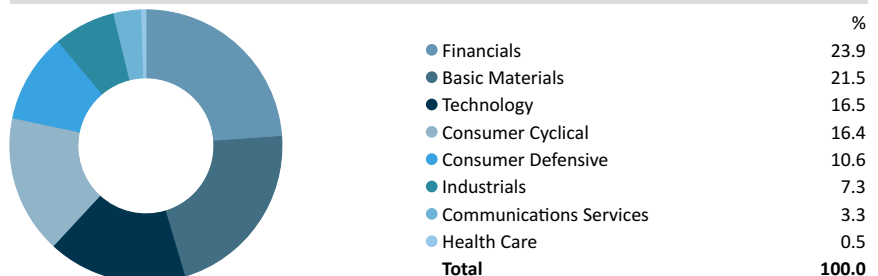 %
Financials 23.9
Basic Materials 21.5
Technology 16.5
Consumer Cyclical 16.4
Consumer Defensive 10.6
Industrials 7.3
Communications Services 3.3
Health Care 0.5
Total 100.0